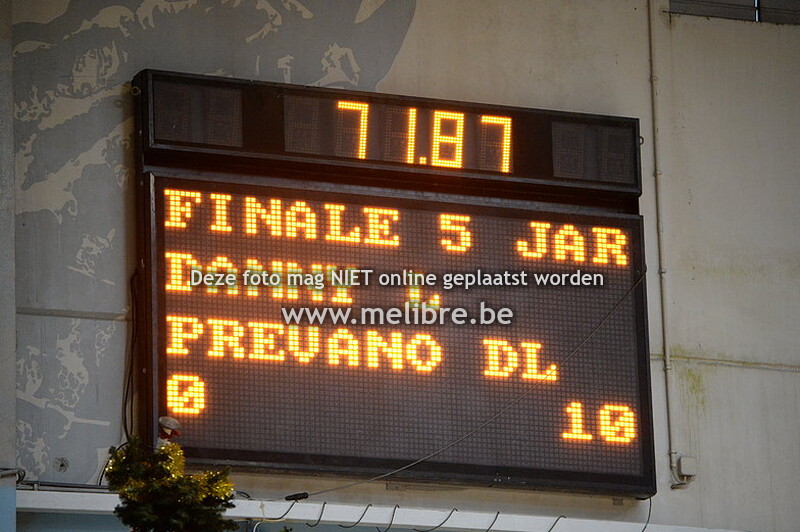 71.87
FINALE 5 JAR
DANNY L
Deze foto mag NIET online geplaatst worden
www.melibre.be
PREVANO DL
0 10